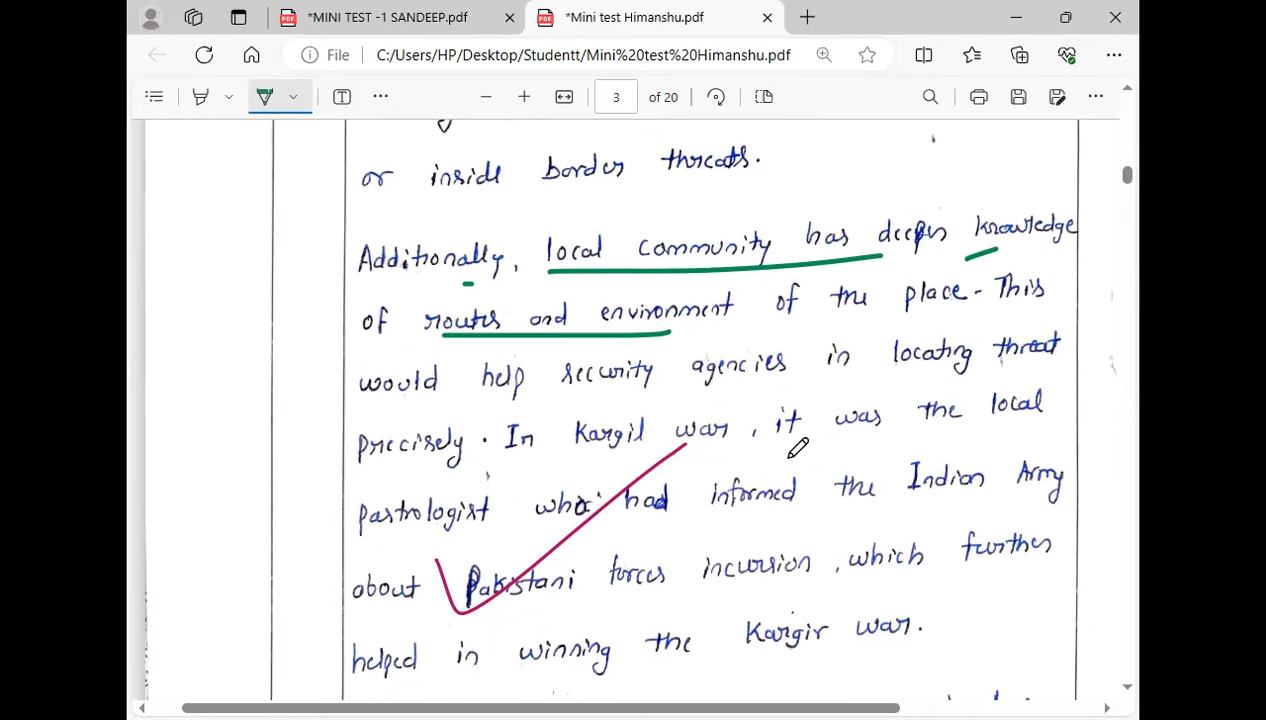 *MINI TEST -1 SANDEEP.pdf
*Mini test Himanshu.pdf
File
C:/Users/HP/Desktop/Studentt/Mini%20test%20Himanshu.pdf
3 of 20
or inside border threats.
Additionally, local community has deeper knowledge
of routes and environment of the place - This
would help security agencies in locating threat
precisely. In Kargil war, it was the local
pastrologist who had informed the Indian Army
about Pakistani forces incursion, which further
helped in winning the Kargir war.